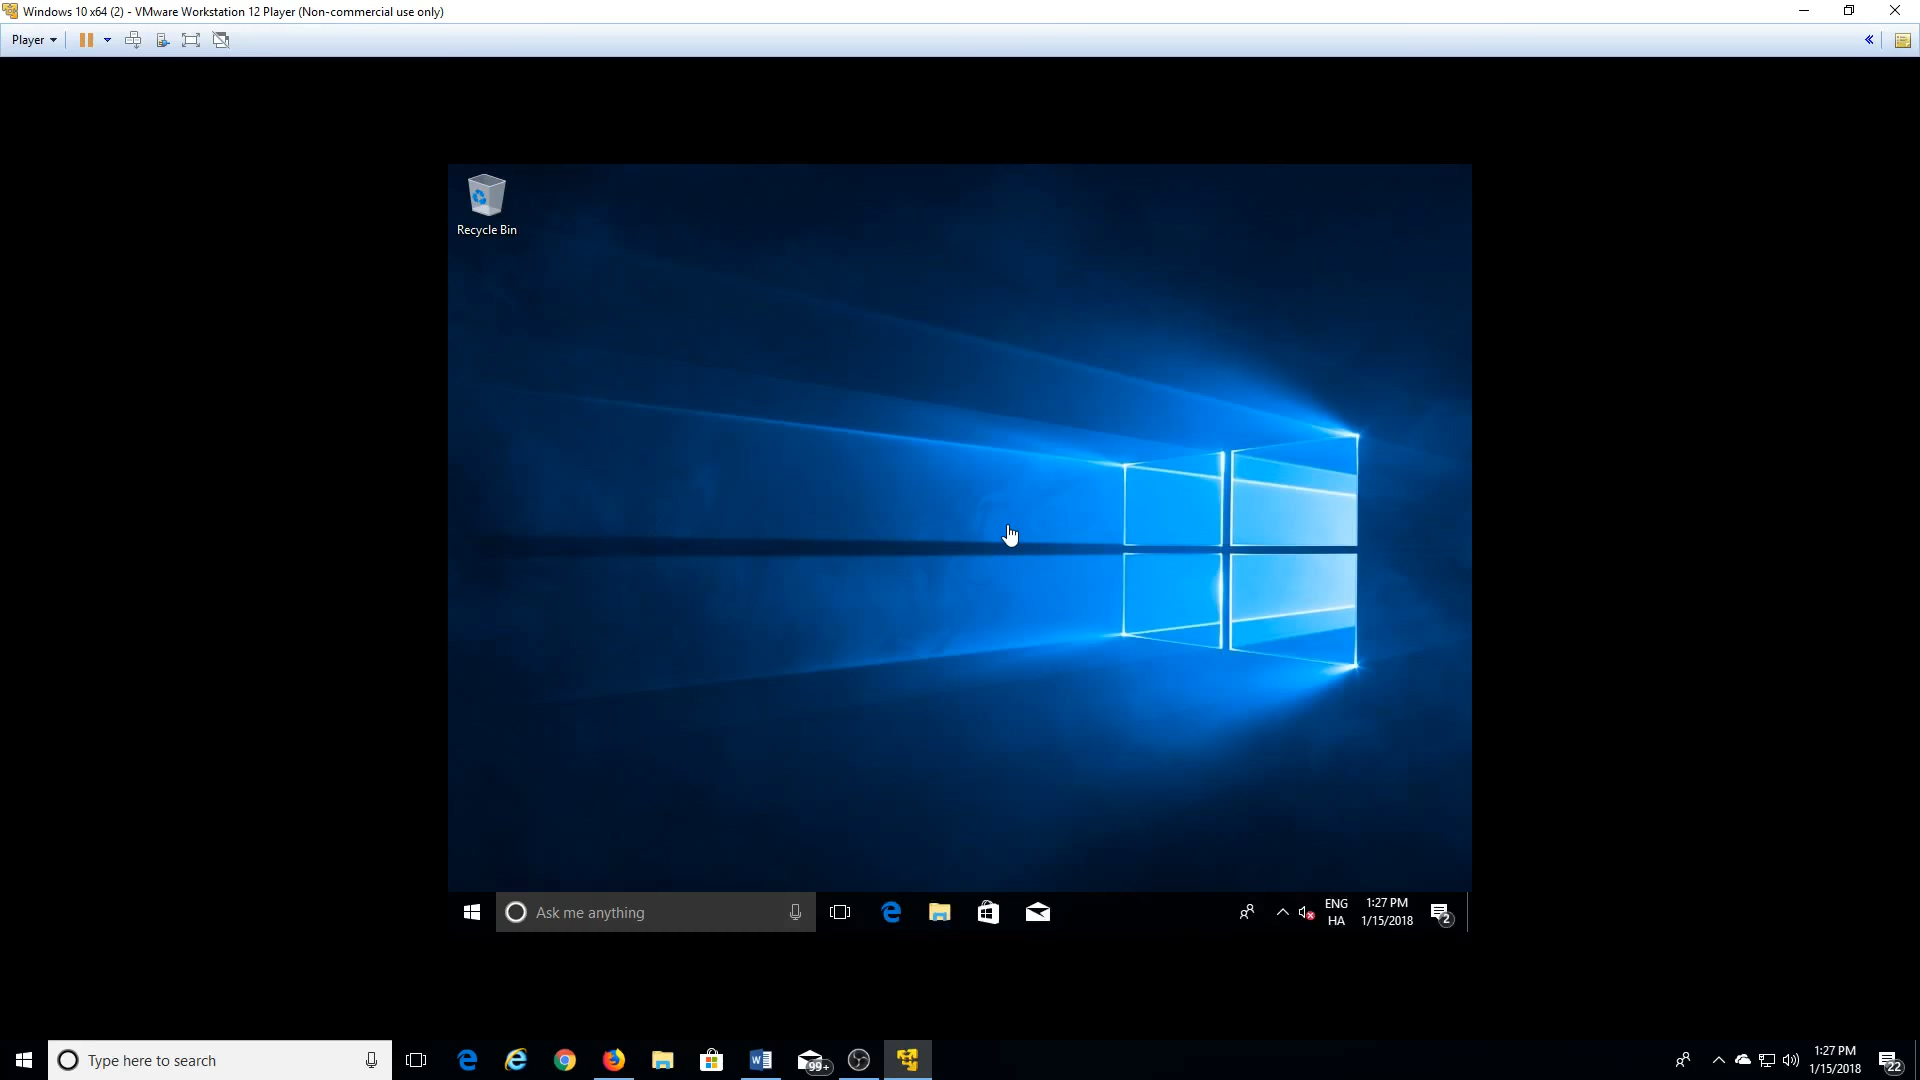 Windows 10 x64 (2) - VMware Workstation 12 Player (Non-commercial use only)
Player
Recycle Bin
Ask me anything
ENG
HA
1:27 PM
1/15/2018
2
Type here to search
99+
1:27 PM
1/15/2018
22